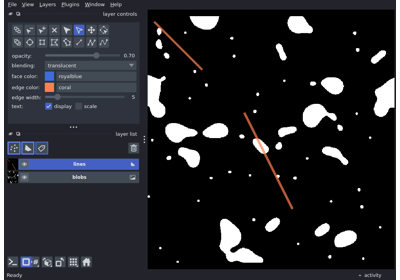 File View Layers Plugins Window Help
layer controls
opacity: 0.70
blending: translucent
face color: royalblue
edge color: coral
edge width: 5
text: display scale
layer list
lines
blobs
Ready activity